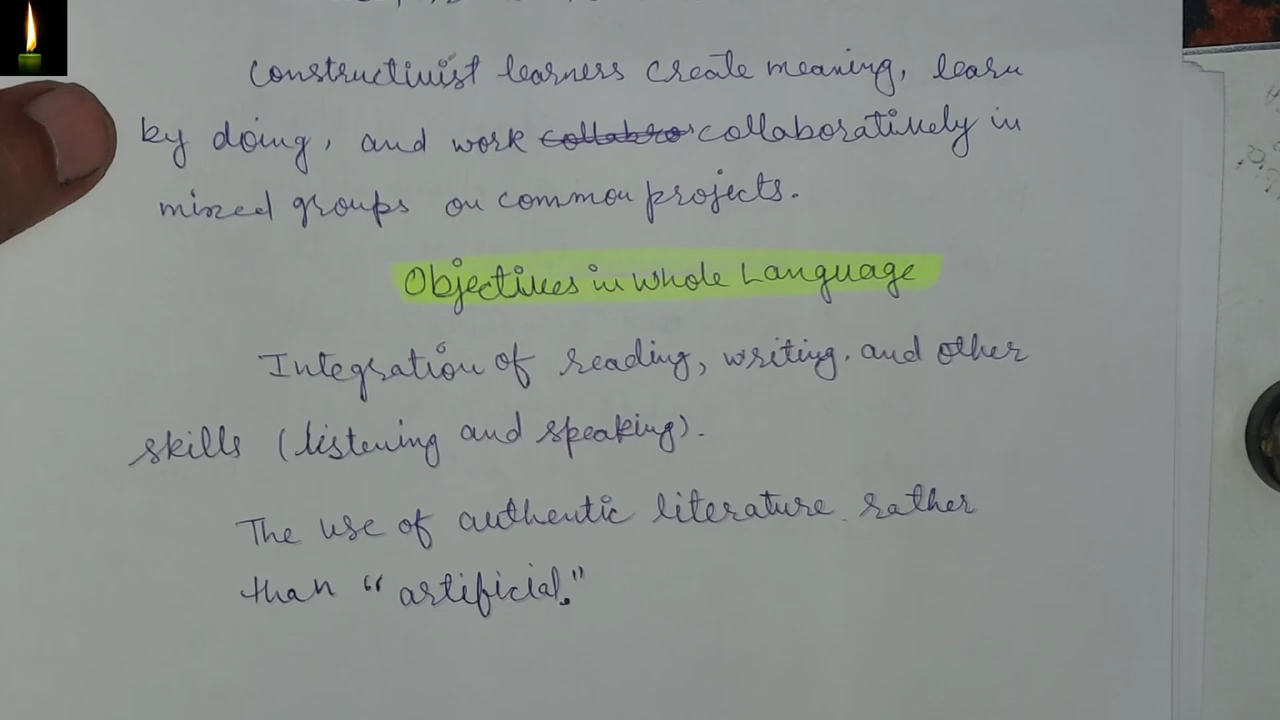 Constructivist learners create meaning, learn
by doing, and work collabro collaboratively in
mixed groups on common projects.
Objectives in Whole Language
Integration of reading, writing. and other
skills (listening and speaking).
The use of authentic literature rather
than "artificial."